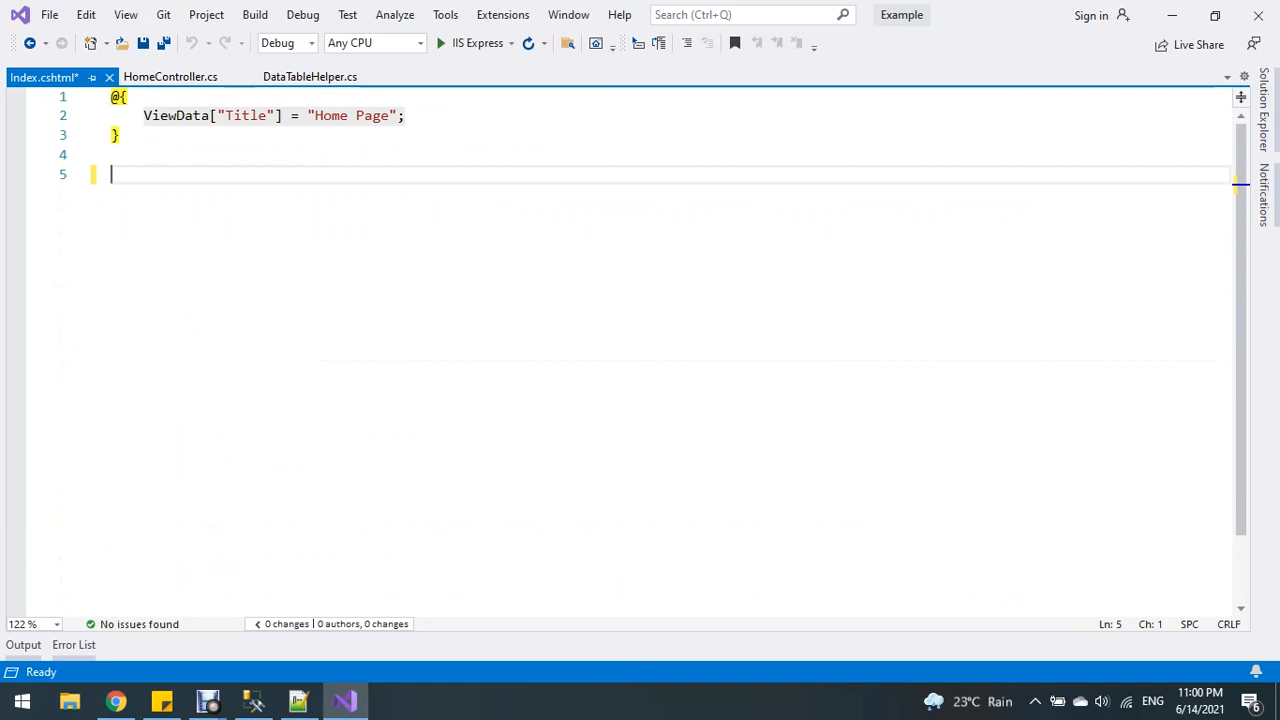 File Edit View Git Project Build Debug Test Analyze Tools Extensions Window Help Search (Ctrl+Q) Example Sign in
Debug Any CPU IIS Express Live Share
Index.cshtml* HomeController.cs DataTableHelper.cs
1 @{
2 ViewData["Title"] = "Home Page";
3 }
4
5
Solution Explorer
Notifications
122 % No issues found 0 changes | 0 authors, 0 changes Ln: 5 Ch: 1 SPC CRLF
Output Error List
Ready
23°C Rain ENG 11:00 PM
6/14/2021
6